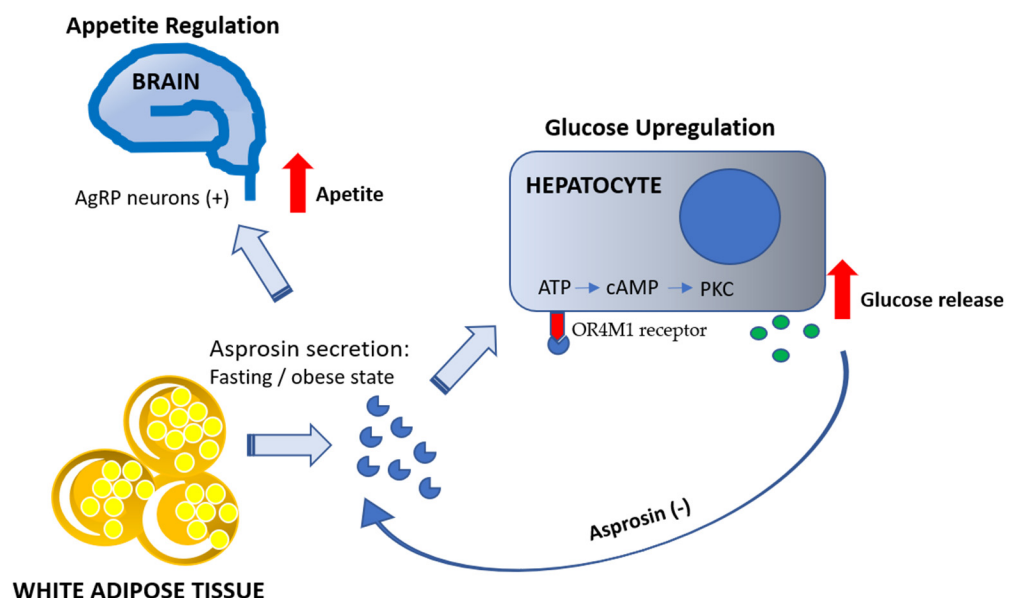 Appetite Regulation
BRAIN
AgRP neurons (+)
Apetite
Glucose Upregulation
HEPATOCYTE
ATP cAMP PKC
OR4M1 receptor
Glucose release
Asprosin secretion:
Fasting / obese state
Asprosin (-)
WHITE ADIPOSE TISSUE